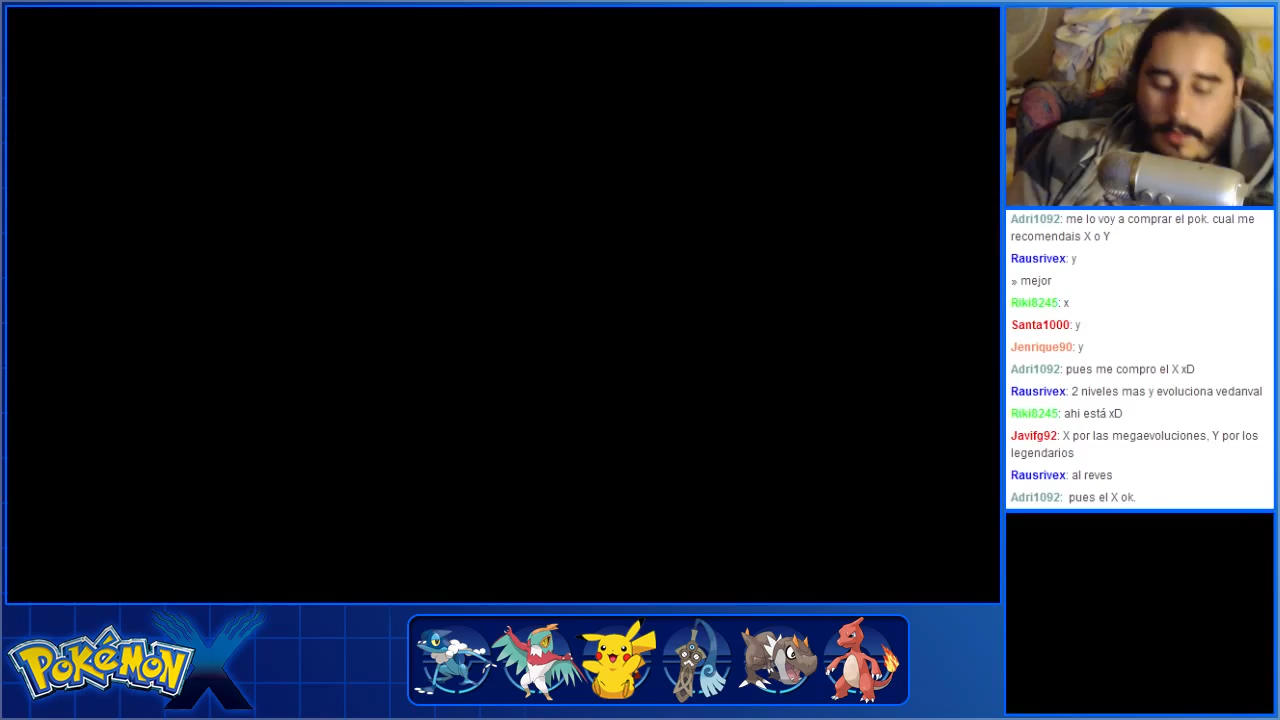 Adri1092: me lo voy a comprar el pok. cual me
recomendais X o Y
Rausrivex: y
» mejor
Riki8245: x
Santa1000: y
Jenrique90: y
Adri1092: pues me compro el X xD
Rausrivex: 2 niveles mas y evoluciona vedanval
Riki8245: ahi está xD
Javifg92: X por las megaevoluciones, Y por los
legendarios
Rausrivex: al reves
Adri1092: pues el X ok.
POKéMON X